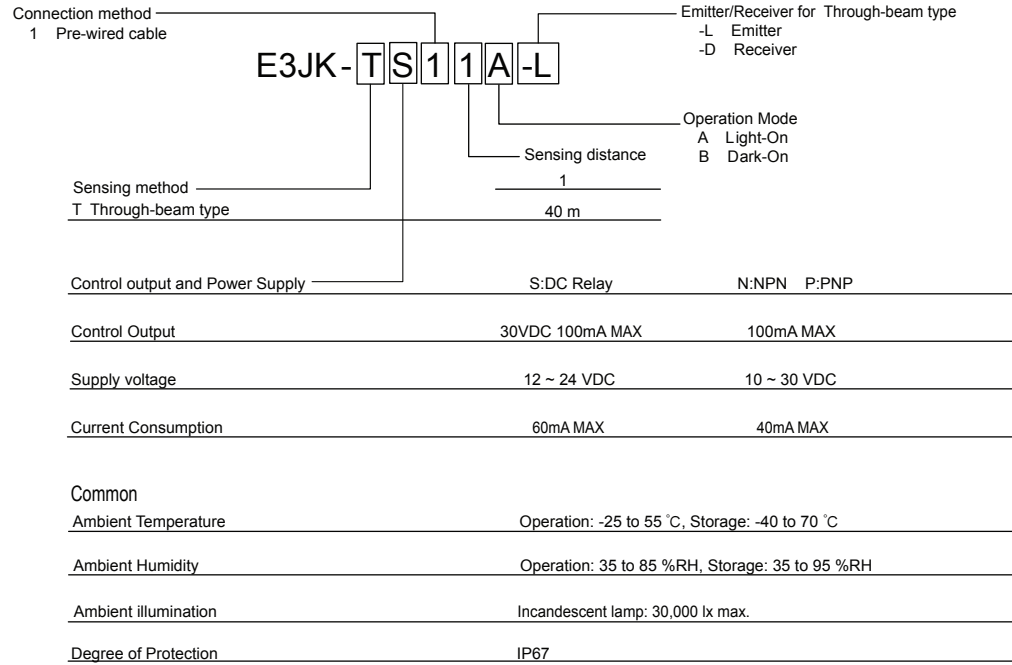 Connection method
1 Pre-wired cable
Emitter/Receiver for Through-beam type
-L Emitter
-D Receiver
E3JK-TS11A-L
Operation Mode
A Light-On
B Dark-On
Sensing distance
1
Sensing method
T Through-beam type 40 m
Control output and Power Supply S:DC Relay N:NPN P:PNP
Control Output 30VDC 100mA MAX 100mA MAX
Supply voltage 12 ~ 24 VDC 10 ~ 30 VDC
Current Consumption 60mA MAX 40mA MAX
Common
Ambient Temperature Operation: -25 to 55 °C, Storage: -40 to 70 °C
Ambient Humidity Operation: 35 to 85 %RH, Storage: 35 to 95 %RH
Ambient illumination Incandescent lamp: 30,000 lx max.
Degree of Protection IP67